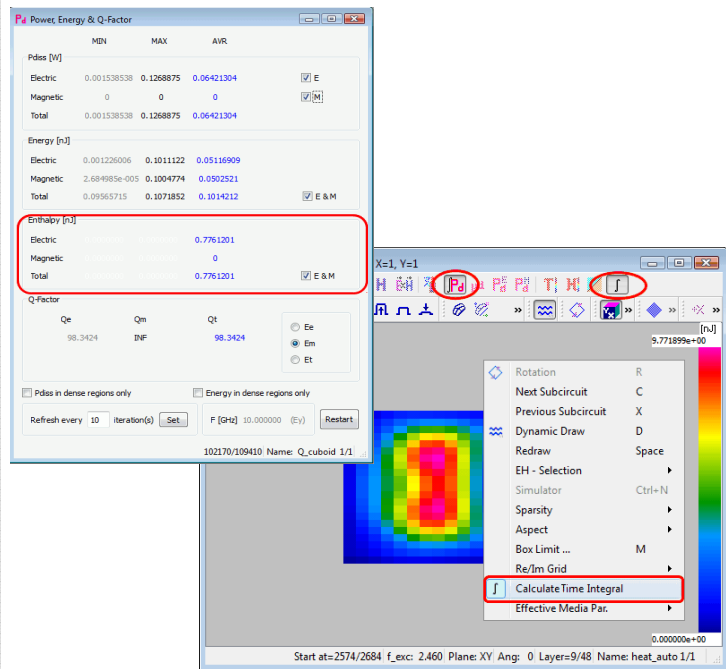 Pd Power, Energy & Q-Factor
MIN MAX AVR
Pdiss [W]
Electric 0.001538538 0.1268875 0.06421304 E
Magnetic 0 0 0 M
Total 0.001538538 0.1268875 0.06421304
Energy [nJ]
Electric 0.001226006 0.1011122 0.05116909
Magnetic 2.684985e-005 0.1004774 0.0502521
Total 0.09565715 0.1071852 0.1014212 E & M
Enthalpy [nJ]
Electric 0.7761201
Magnetic 0
Total 0.7761201 E & M
Q-Factor
Qe Qm Qt
98.3424 INF 98.3424
Ee
Em
Et
Pdiss in dense regions only Energy in dense regions only
Refresh every 10 iteration(s) Set F [GHz] 10.000000 (Ey) Restart
102170/109410 Name: Q_cuboid 1/1
X=1, Y=1
Pd
[nJ]
9.771899e+00
Rotation R
Next Subcircuit C
Previous Subcircuit X
Dynamic Draw D
Redraw Space
EH - Selection
Simulator Ctrl+N
Sparsity
Aspect
Box Limit ... M
Re/Im Grid
∫ Calculate Time Integral
Effective Media Par.
0.000000e+00
Start at=2574/2684 f_exc: 2.460 Plane: XY Ang: 0 Layer=9/48 Name: heat_auto 1/1